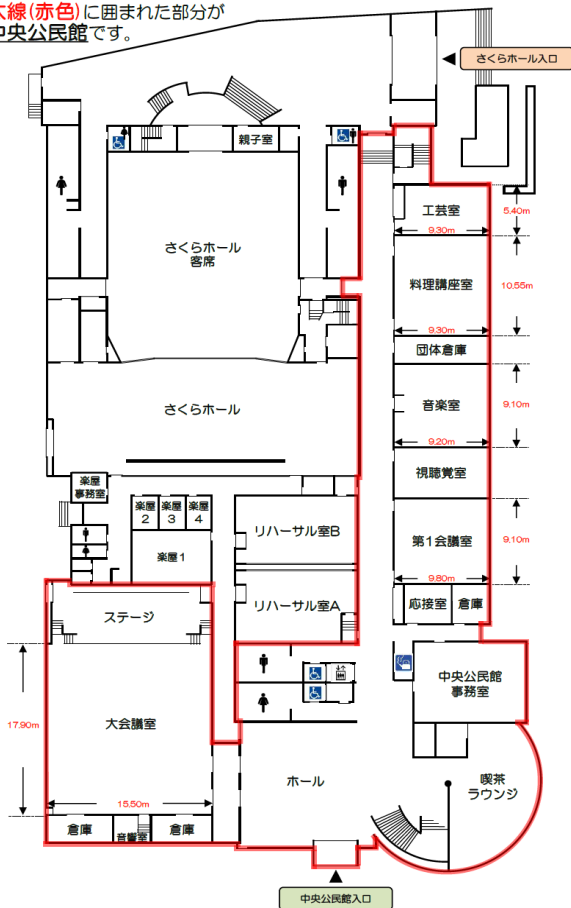 太線(赤色)に囲まれた部分が
中央公民館です。
さくらホール入口
親子室
工芸室
5.40m
9.30m
さくらホール
客席
料理講座室
10.55m
9.30m
団体倉庫
音楽室
9.10m
9.20m
さくらホール
視聴覚室
楽屋
事務室
楽屋
2
楽屋
3
楽屋
4
リハーサル室B
第1会議室
9.10m
楽屋1
9.80m
リハーサル室A
応接室
倉庫
ステージ
中央公民館
事務室
17.90m
大会議室
ホール
喫茶
ラウンジ
15.50m
倉庫
音響室
倉庫
中央公民館入口